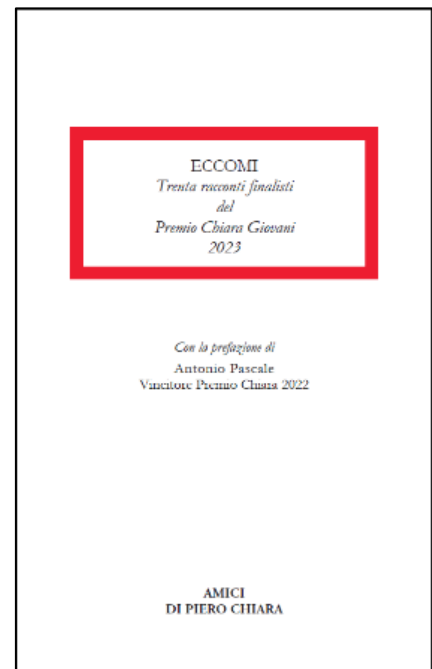 ECCOMI
Trenta racconti finalisti
del
Premio Chiara Giovani
2023
Con la prefazione di
Antonio Pascale
Vincitore Premio Chiara 2022
AMICI
DI PIERO CHIARA